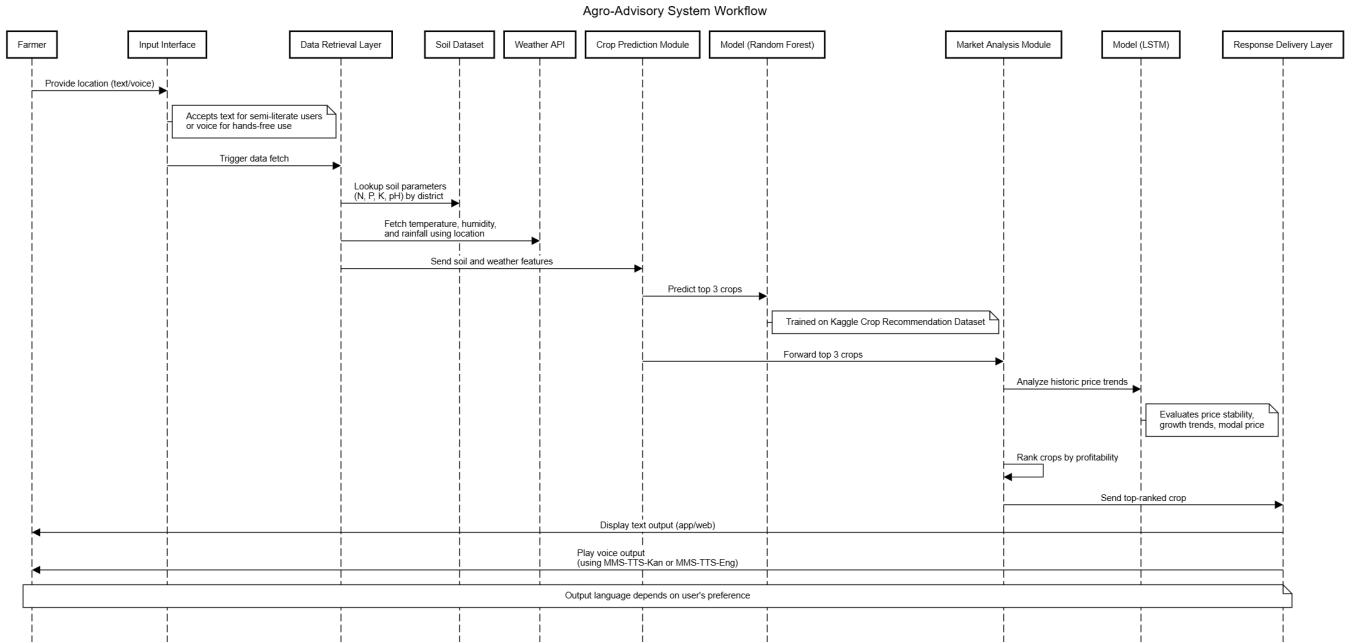 Agro-Advisory System Workflow
Farmer
Input Interface
Data Retrieval Layer
Soil Dataset
Weather API
Crop Prediction Module
Model (Random Forest)
Market Analysis Module
Model (LSTM)
Response Delivery Layer
Provide location (text/voice)
Accepts text for semi-literate users
or voice for hands-free use
Trigger data fetch
Lookup soil parameters
(N, P, K, pH) by district
Fetch temperature, humidity,
and rainfall using location
Send soil and weather features
Predict top 3 crops
Trained on Kaggle Crop Recommendation Dataset
Forward top 3 crops
Analyze historic price trends
Evaluates price stability,
growth trends, modal price
Rank crops by profitability
Send top-ranked crop
Display text output (app/web)
Play voice output
(using MMS-TTS-Kan or MMS-TTS-Eng)
Output language depends on user's preference